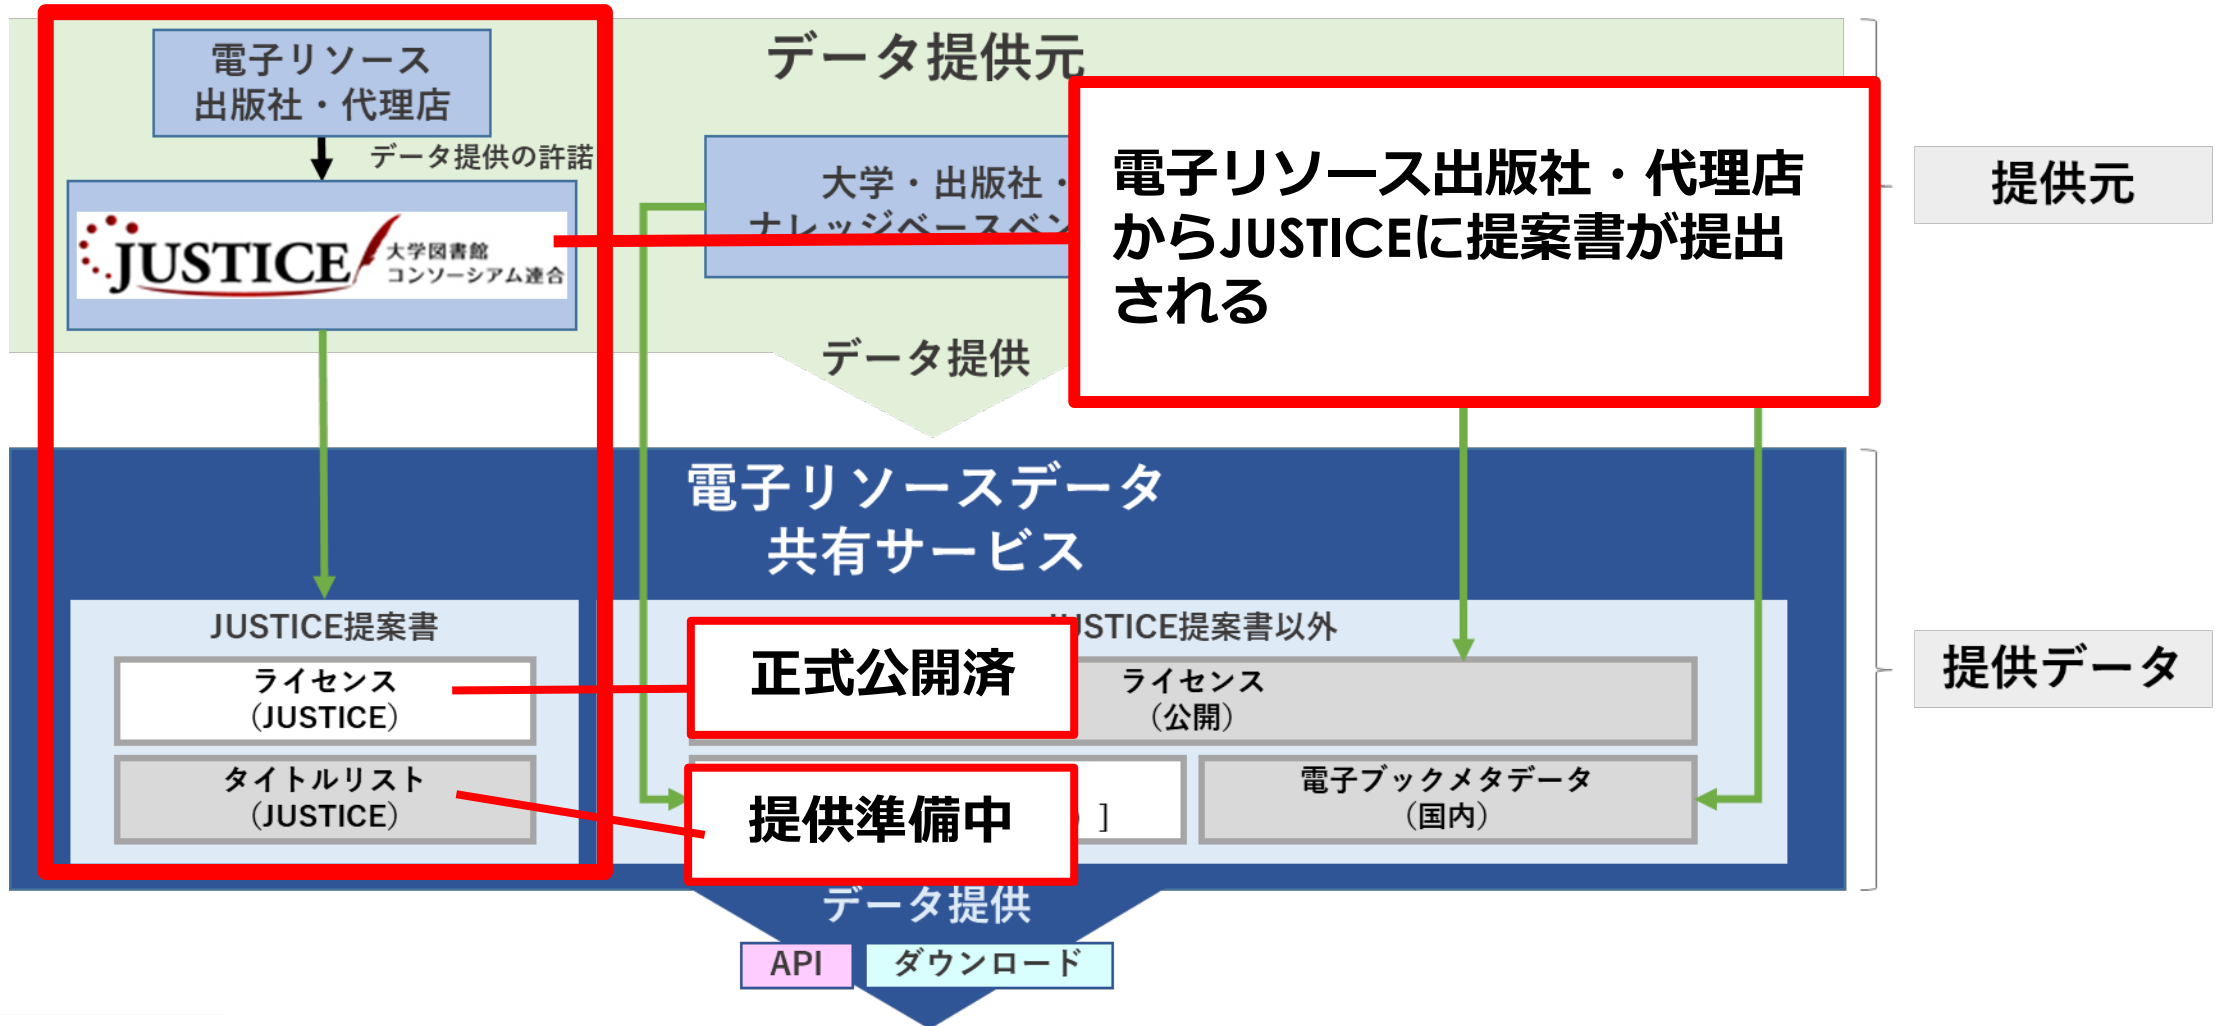 電子リソース
出版社・代理店
データ提供元
データ提供の許諾
JUSTICE
大学図書館
コンソーシアム連合
大学・出版社・
ナレッジベースベン
電子リソース出版社・代理店
からJUSTICEに提案書が提出
される
提供元
データ提供
電子リソースデータ
共有サービス
JUSTICE提案書
ライセンス
（JUSTICE）
タイトルリスト
（JUSTICE）
JUSTICE提案書以外
正式公開済
ライセンス
（公開）
提供準備中
]
電子ブックメタデータ
（国内）
提供データ
データ提供
API
ダウンロード